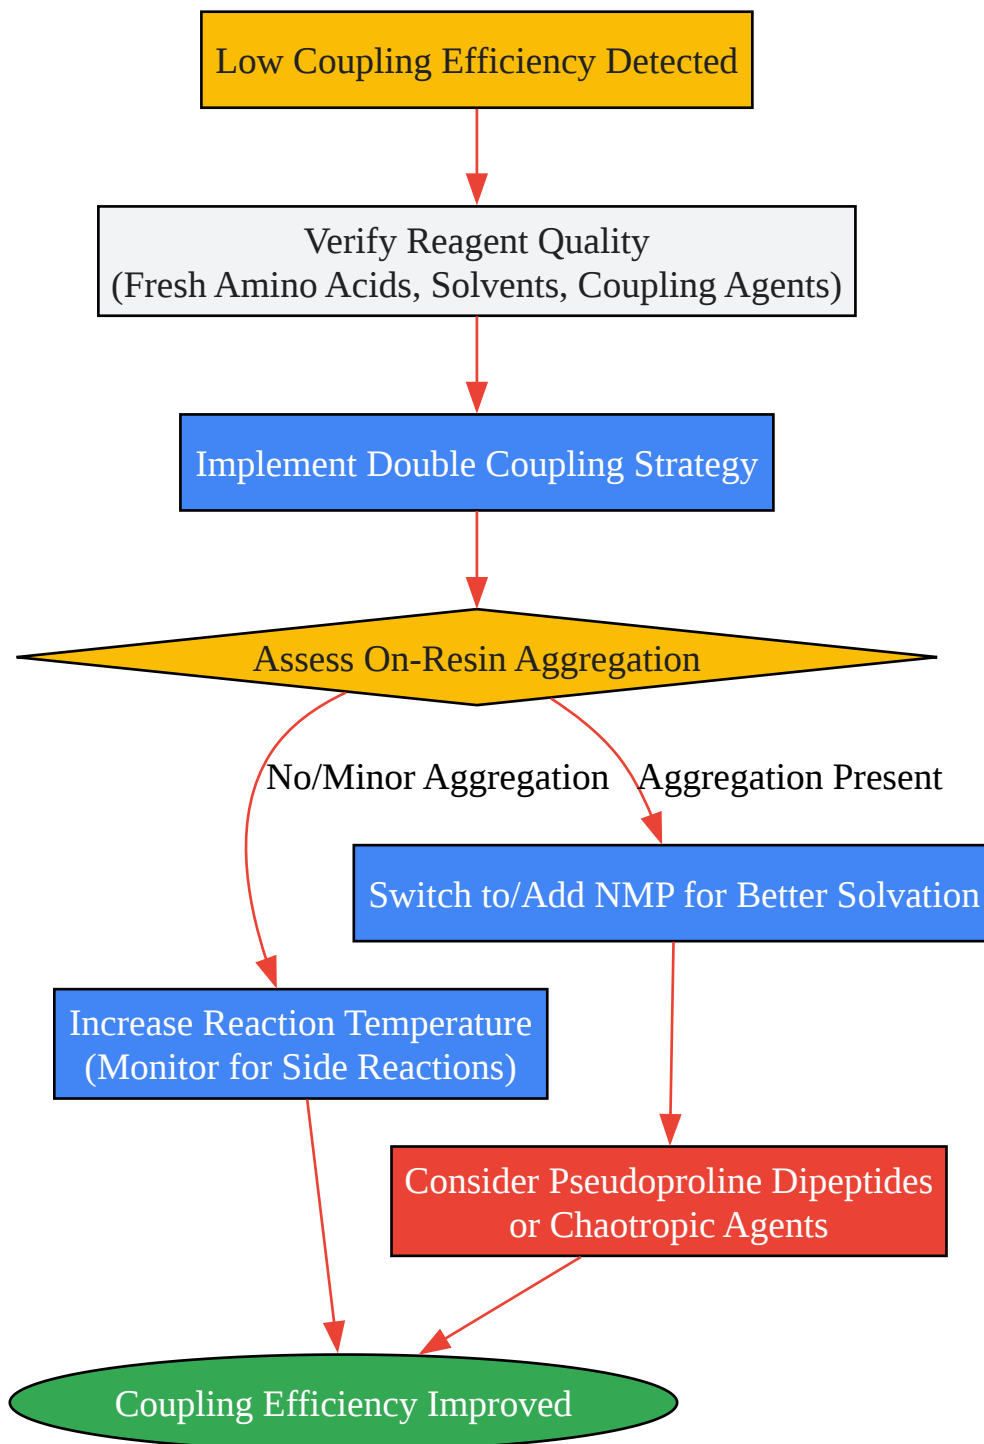 Low Coupling Efficiency Detected
Verify Reagent Quality
(Fresh Amino Acids, Solvents, Coupling Agents)
Implement Double Coupling Strategy
Assess On-Resin Aggregation
No/Minor Aggregation
Aggregation Present
Switch to/Add NMP for Better Solvation
Increase Reaction Temperature
(Monitor for Side Reactions)
Consider Pseudoproline Dipeptides
or Chaotropic Agents
Coupling Efficiency Improved